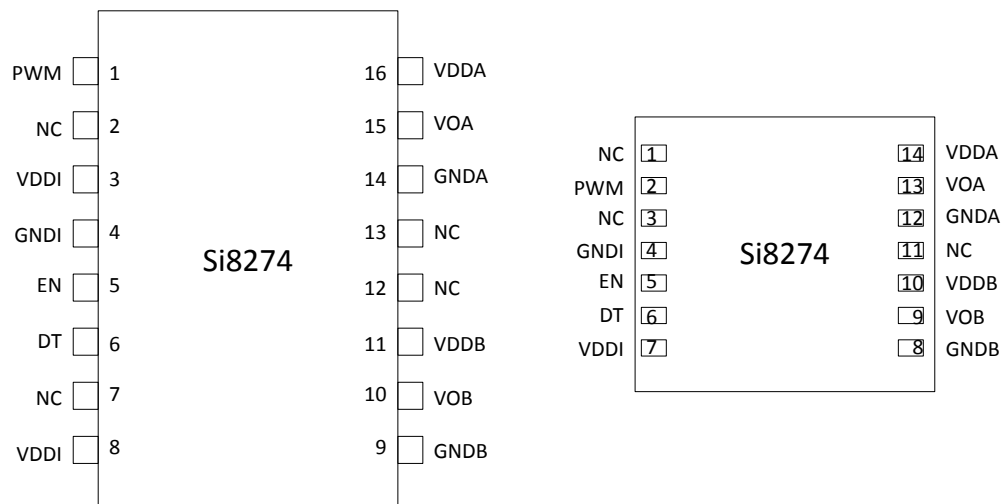 PWM 1 16 VDDA
NC 2 15 VOA
VDDI 3 14 GNDA
GNDI 4 13 NC
Si8274
EN 5 12 NC
DT 6 11 VDDB
NC 7 10 VOB
VDDI 8 9 GNDB
NC 1 14 VDDA
PWM 2 13 VOA
NC 3 12 GNDA
GNDI 4 11 NC
Si8274
EN 5 10 VDDB
DT 6 9 VOB
VDDI 7 8 GNDB